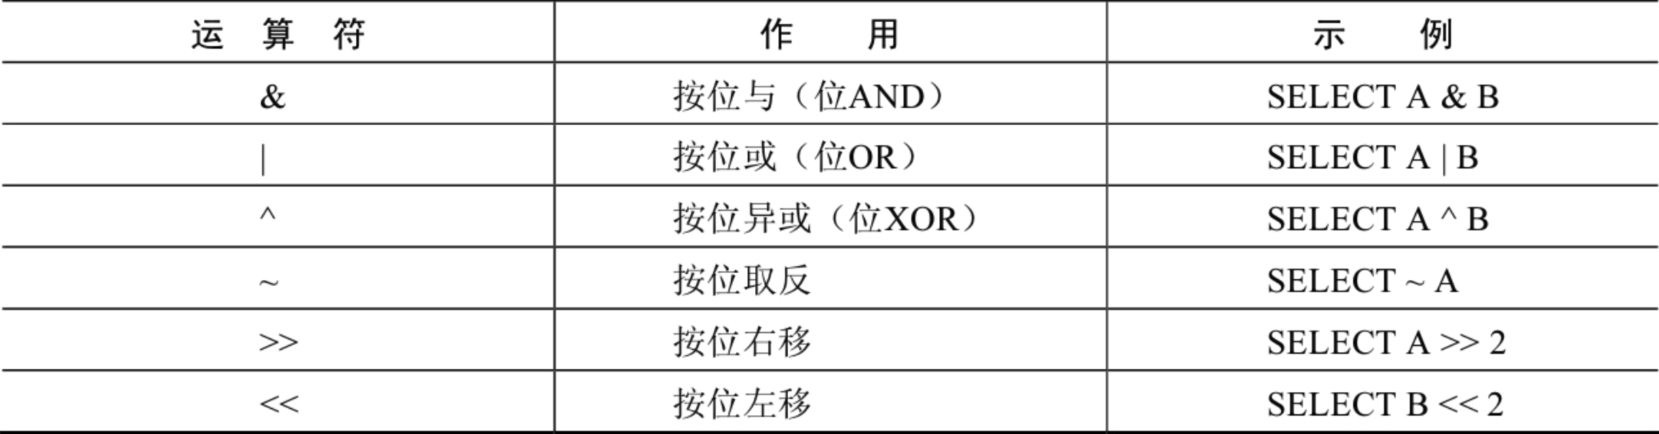 运 算 符 作 用 示 例
& 按位与（位AND） SELECT A & B
| 按位或（位OR） SELECT A | B
^ 按位异或（位XOR） SELECT A ^ B
~ 按位取反 SELECT ~ A
>> 按位右移 SELECT A >> 2
<< 按位左移 SELECT B << 2